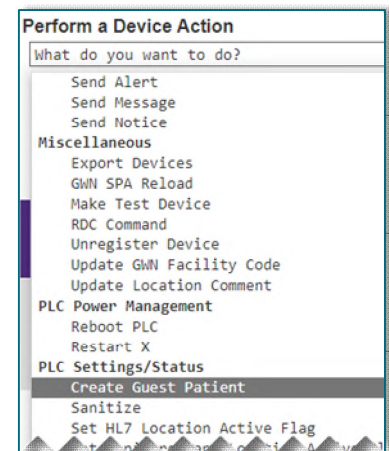 Perform a Device Action
What do you want to do?
Send Alert
Send Message
Send Notice
Miscellaneous
Export Devices
GWN SPA Reload
Make Test Device
RDC Command
Unregister Device
Update GWN Facility Code
Update Location Comment
PLC Power Management
Reboot PLC
Restart X
PLC Settings/Status
Create Guest Patient
Sanitize
Set HL7 Location Active Flag